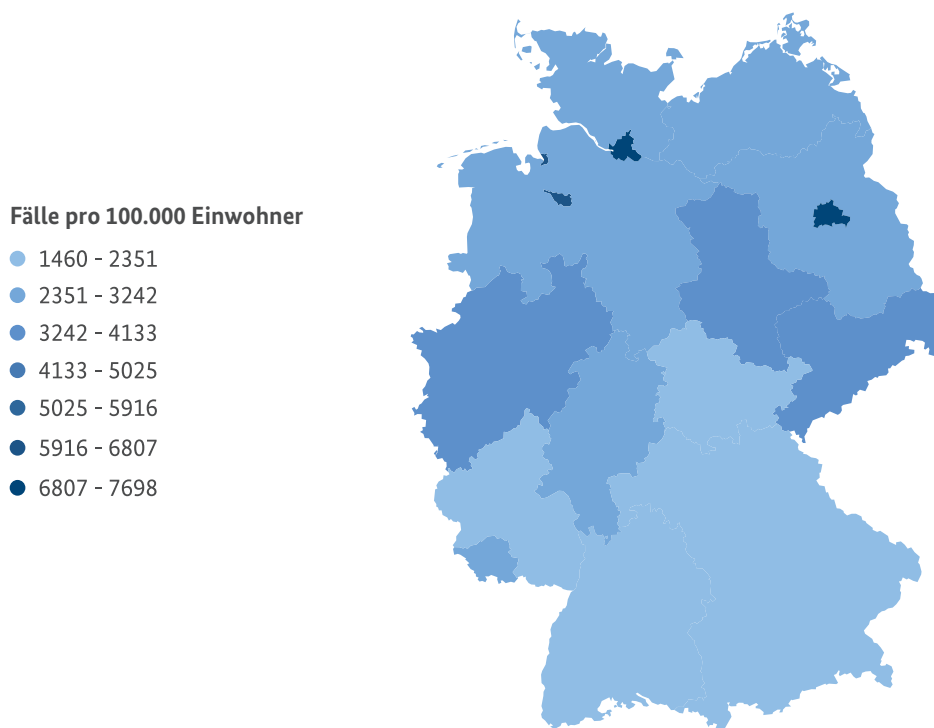 Fälle pro 100.000 Einwohner
1460 - 2351
2351 - 3242
3242 - 4133
4133 - 5025
5025 - 5916
5916 - 6807
6807 - 7698